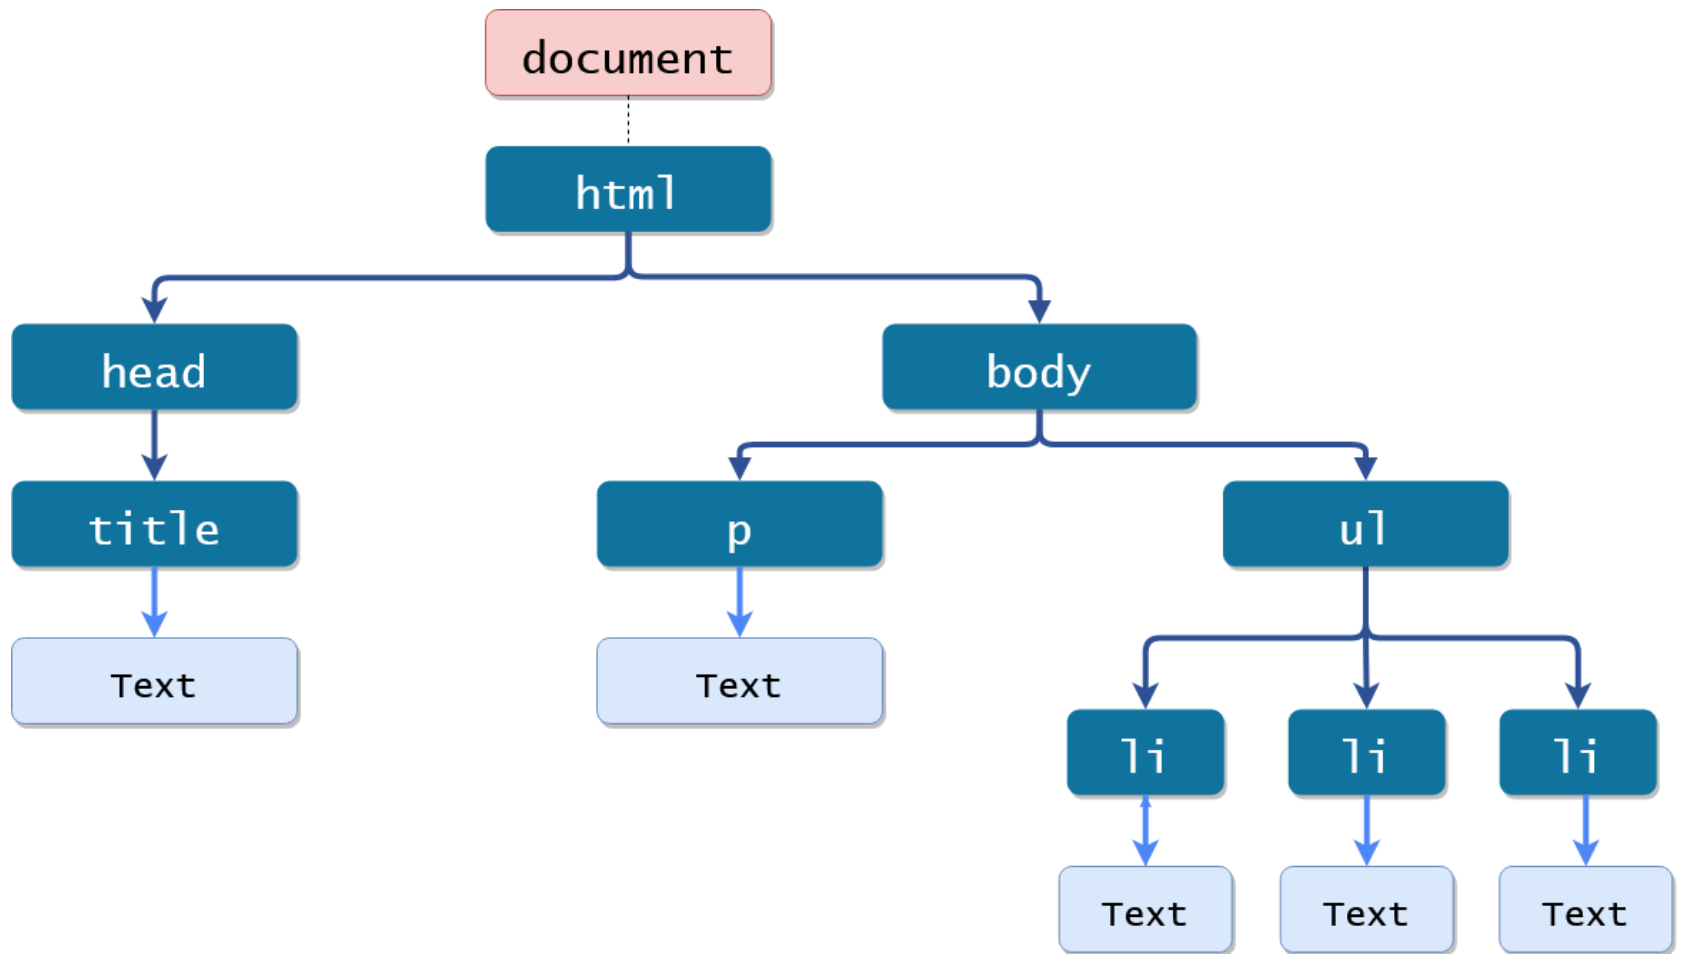 document
html
head
body
title
p
ul
Text
Text
li
li
li
Text
Text
Text